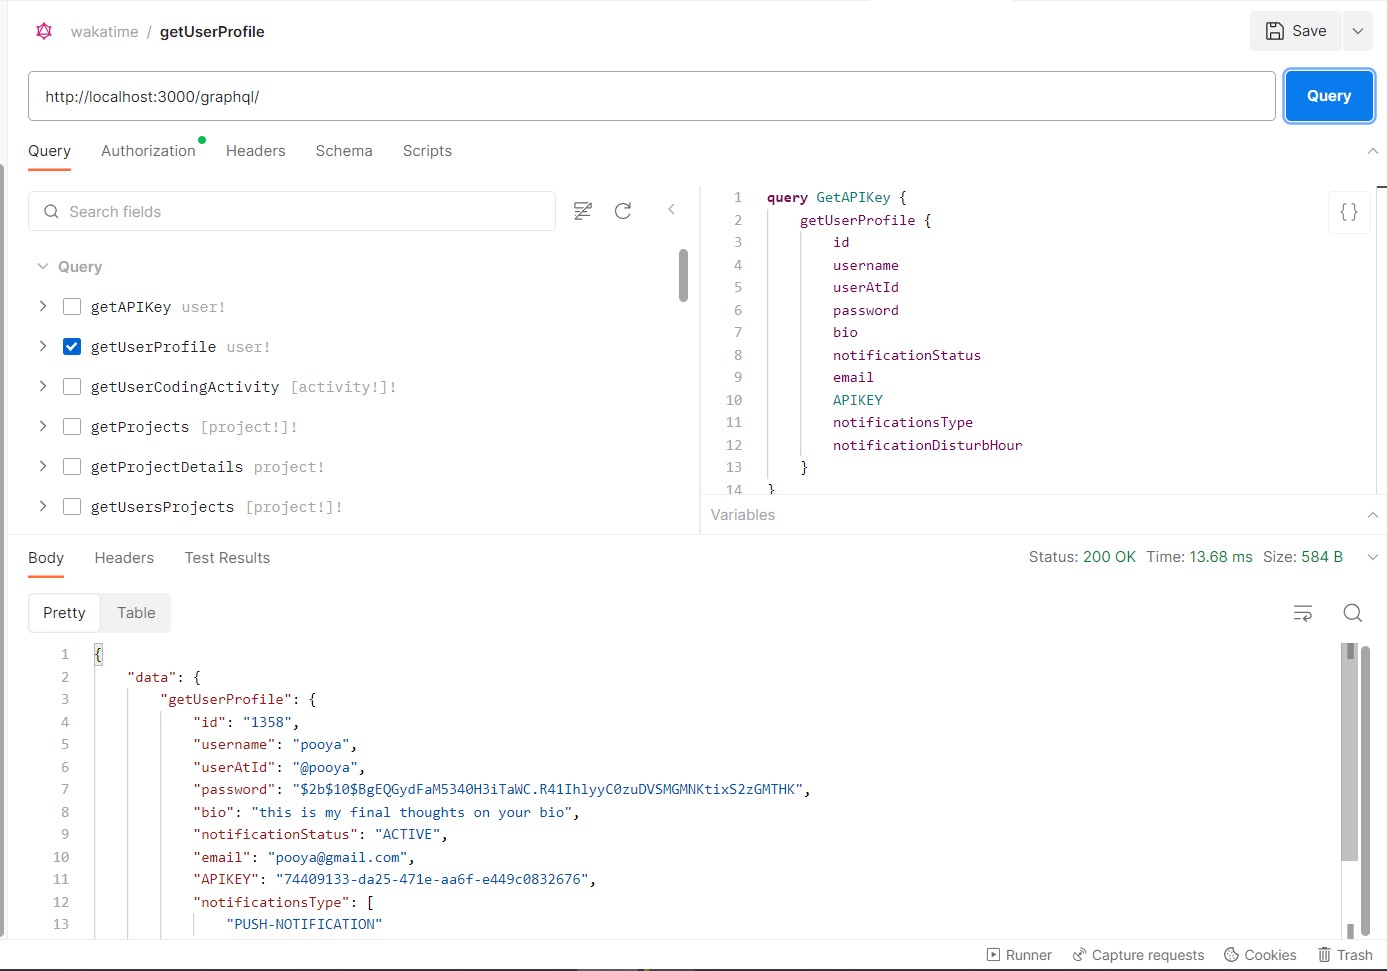 wakatime / getUserProfile
Save
http://localhost:3000/graphql/
Query
Query Authorization Headers Schema Scripts
Search fields
Query
getAPIKey user!
getUserProfile user!
getUserCodingActivity [activity!]!
getProjects [project!]!
getProjectDetails project!
getUsersProjects [project!]!
1 query GetAPIKey {
2 getUserProfile {
3 id
4 username
5 userAtId
6 password
7 bio
8 notificationStatus
9 email
10 APIKEY
11 notificationsType
12 notificationDisturbHour
13 }
14 }
{}
Variables
Body Headers Test Results
Status: 200 OK Time: 13.68 ms Size: 584 B
Pretty Table
1 {
2 "data": {
3 "getUserProfile": {
4 "id": "1358",
5 "username": "pooya",
6 "userAtId": "@pooya",
7 "password": "$2b$10$BgEQGydFaM5340H3iTaWC.R41IhlyyC0zuDVSMGMNKtixS2zGMTHK",
8 "bio": "this is my final thoughts on your bio",
9 "notificationStatus": "ACTIVE",
10 "email": "pooya@gmail.com",
11 "APIKEY": "74409133-da25-471e-aa6f-e449c0832676",
12 "notificationsType": [
13 "PUSH-NOTIFICATION"
Runner Capture requests Cookies Trash